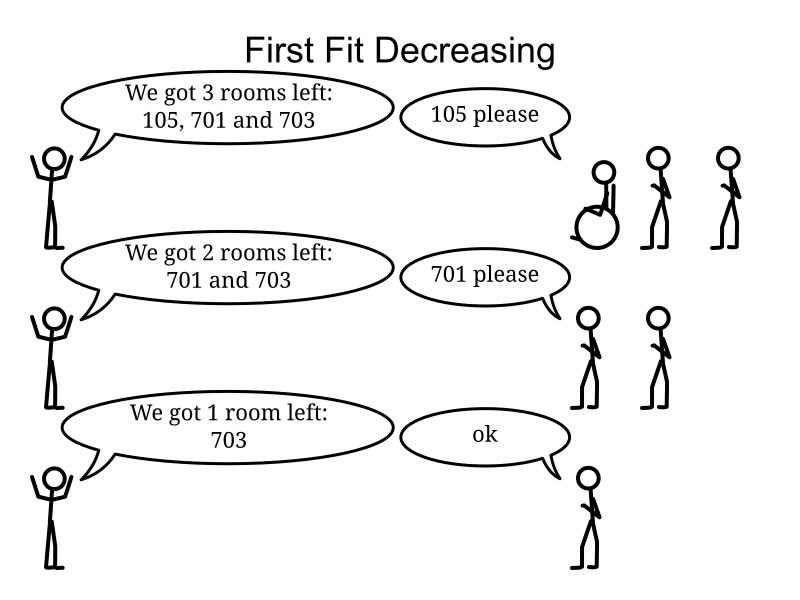 First Fit Decreasing
We got 3 rooms left:
105, 701 and 703
105 please
We got 2 rooms left:
701 and 703
701 please
We got 1 room left:
703
ok